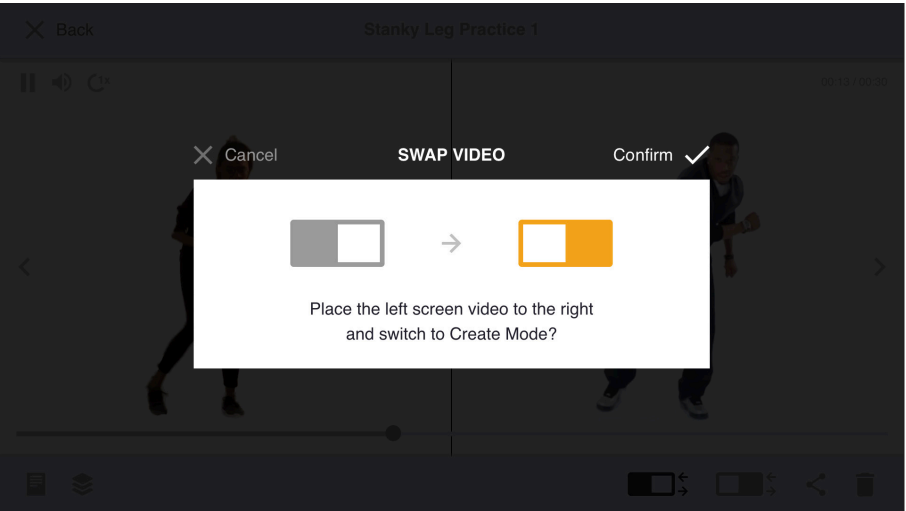 Back
Stanky Leg Practice 1
1x
00:13 / 00:30
Cancel
SWAP VIDEO
Confirm
Place the left screen video to the right
and switch to Create Mode?